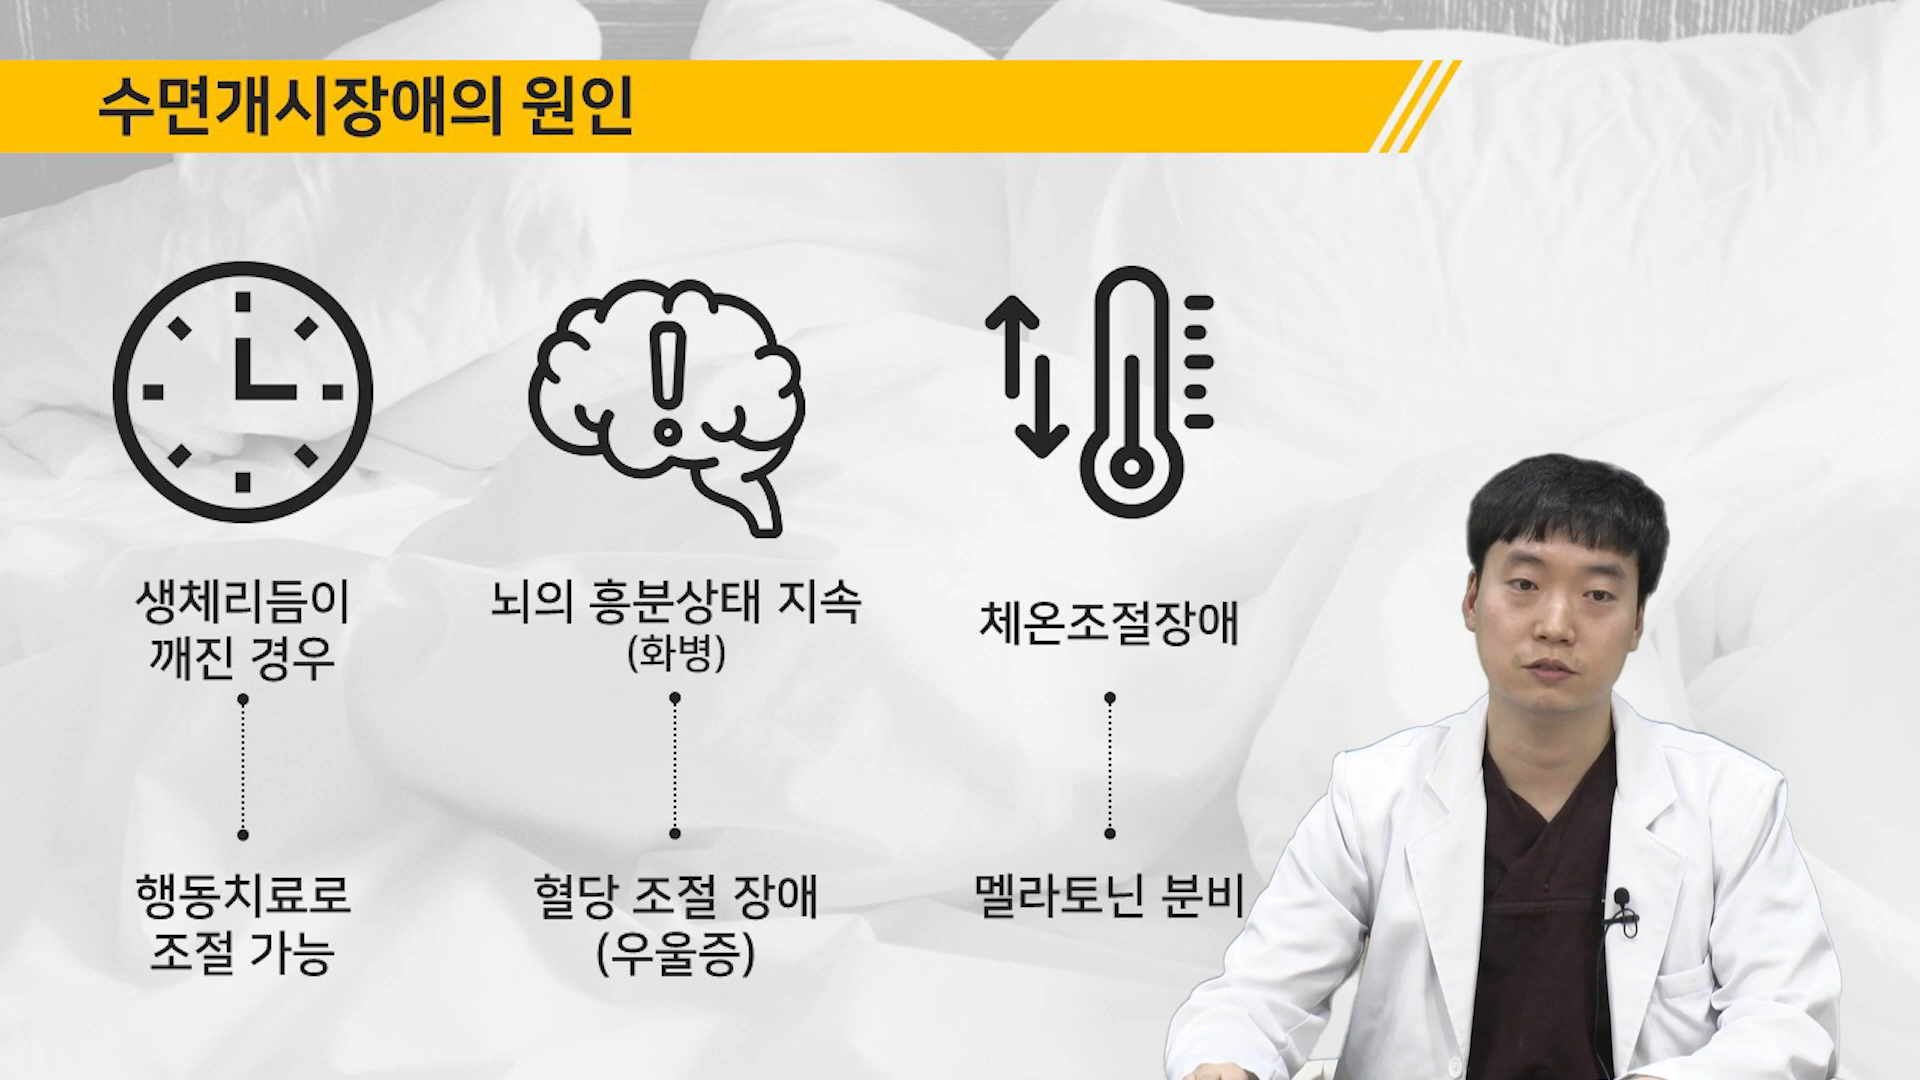 수면개시장애의 원인
생체리듬이
깨진 경우
뇌의 흥분상태 지속
(화병)
체온조절장애
행동치료로
조절 가능
혈당 조절 장애
(우울증)
멜라토닌 분비